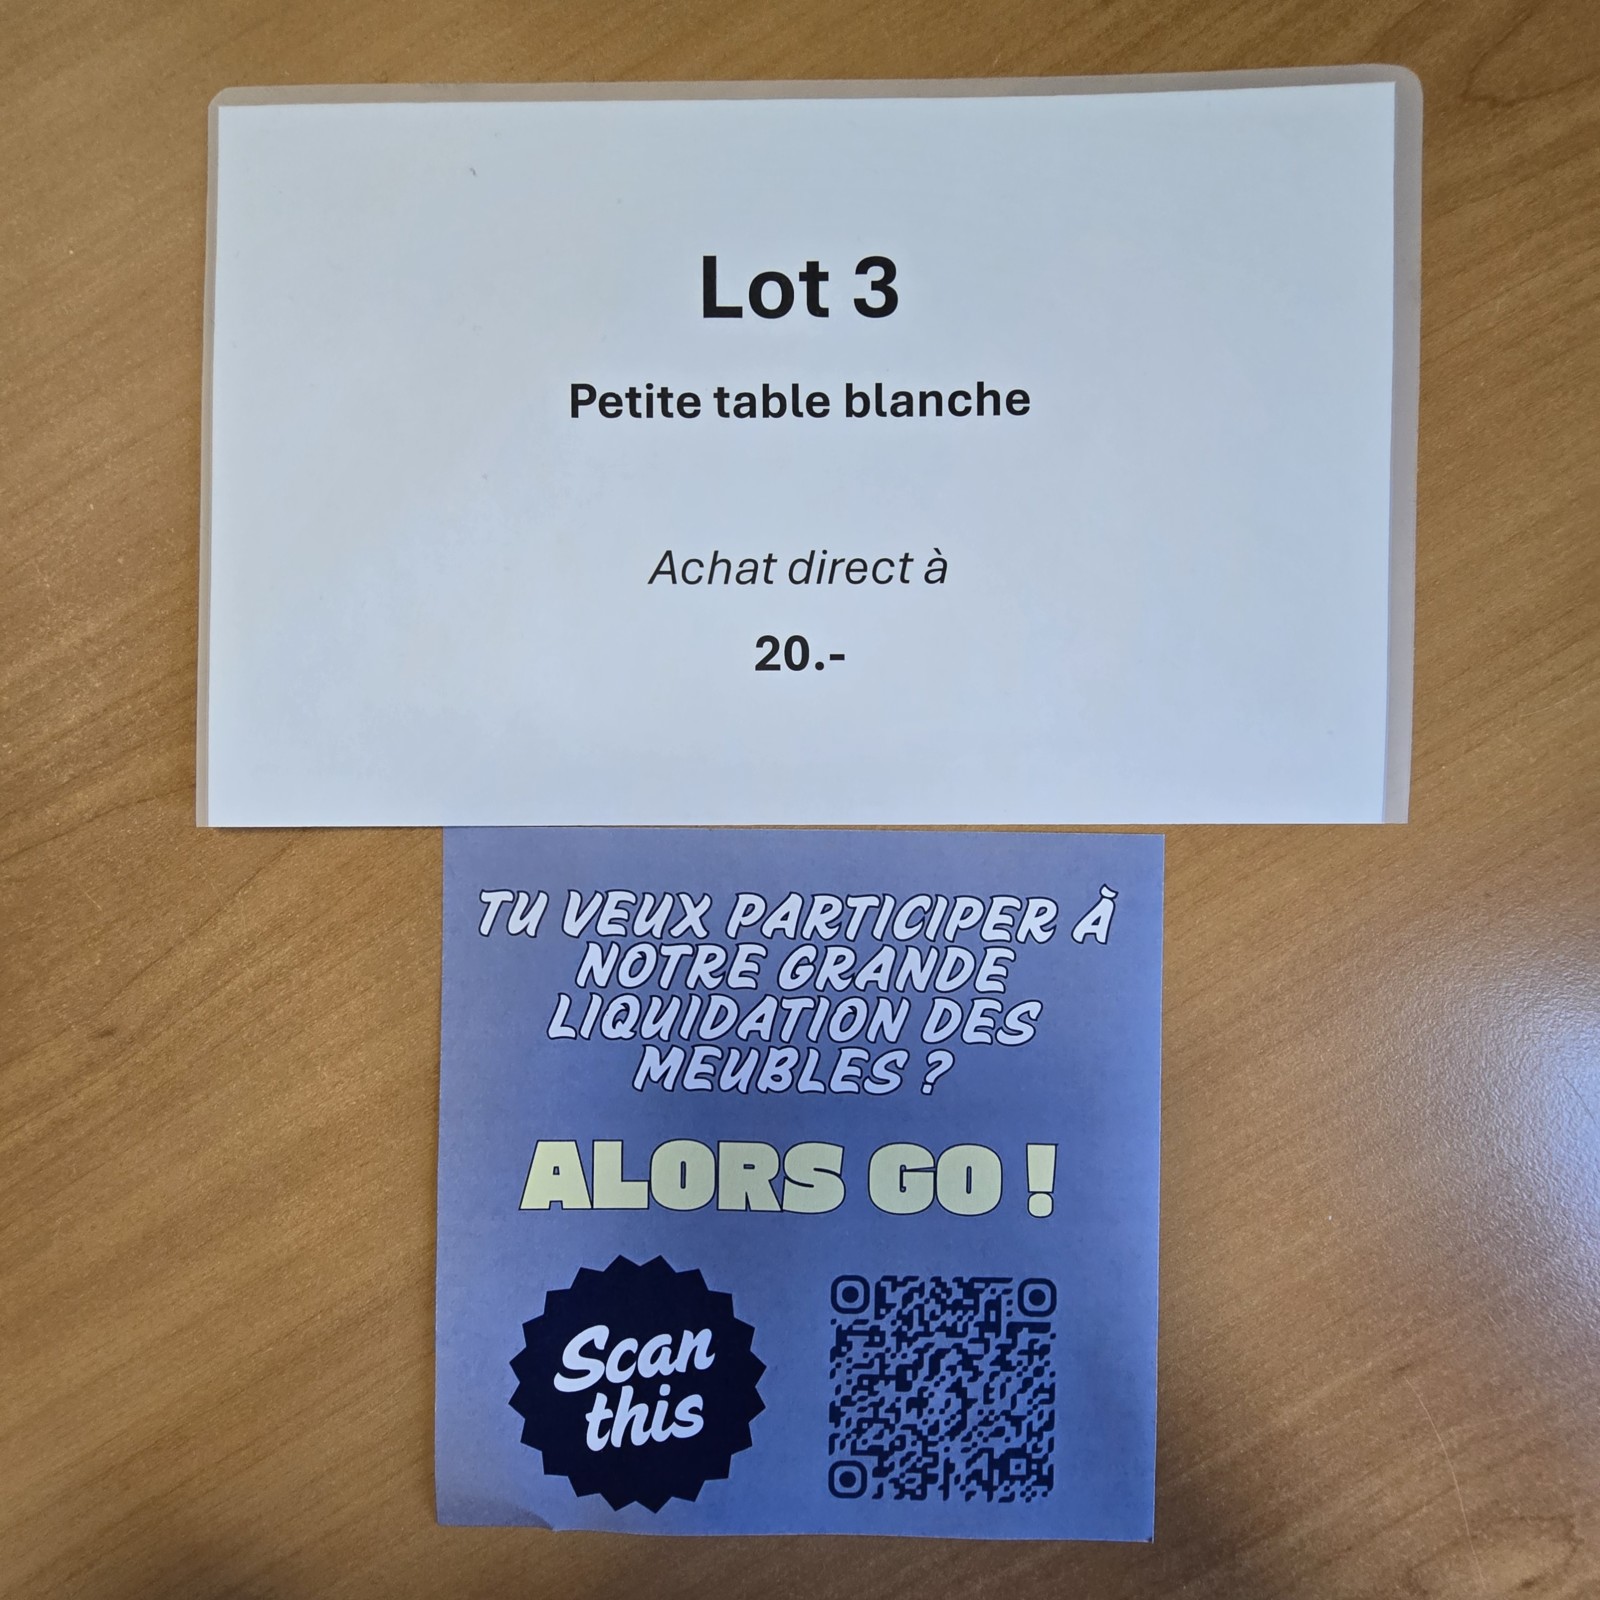 Lot 3
Petite table blanche
Achat direct à
20.-
TU VEUX PARTICIPER À
NOTRE GRANDE
LIQUIDATION DES
MEUBLES ?
ALORS GO !
Scan
this